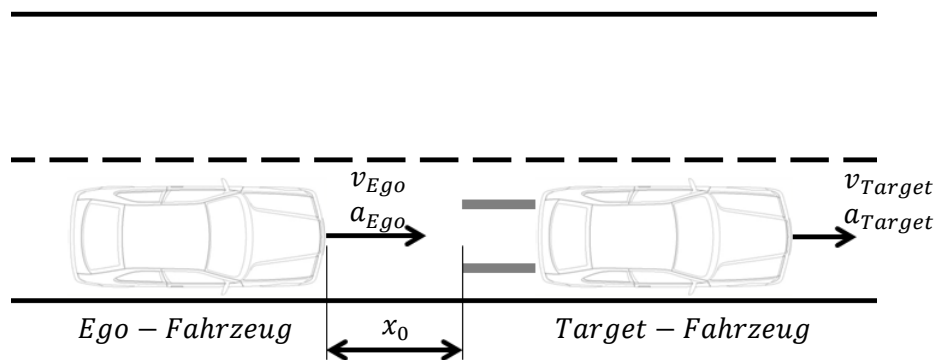 v_Ego
a_Ego
v_Target
a_Target
Ego − Fahrzeug
x_0
Target − Fahrzeug